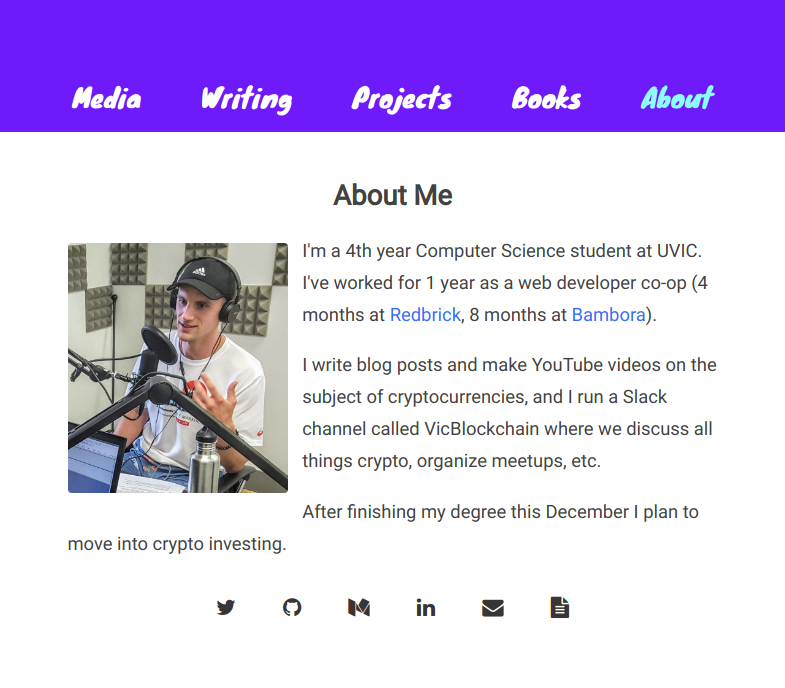 Media Writing Projects Books About
About Me
I'm a 4th year Computer Science student at UVIC.
I've worked for 1 year as a web developer co-op (4
months at Redbrick, 8 months at Bambora).
I write blog posts and make YouTube videos on the
subject of cryptocurrencies, and I run a Slack
channel called VicBlockchain where we discuss all
things crypto, organize meetups, etc.
After finishing my degree this December I plan to
move into crypto investing.